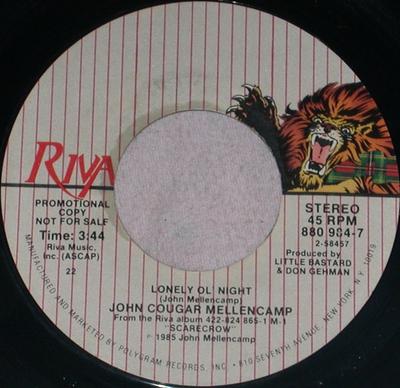 RIVA
PROMOTIONAL
COPY
NOT FOR SALE
Time: 3:44
Riva Music,
Inc. (ASCAP)
22
STEREO
45 RPM
880 984-7
2-58457
Produced by
LITTLE BASTARD
& DON GEHMAN
LONELY OL' NIGHT
(John Mellencamp)
JOHN COUGAR MELLENCAMP
From the Riva album 422-824 865-1 M-1
"SCARECROW"
℗ 1985 John Mellencamp
MANUFACTURED AND MARKETED BY POLYGRAM RECORDS, INC. • 810 SEVENTH AVENUE, NEW YORK, N.Y. 10019